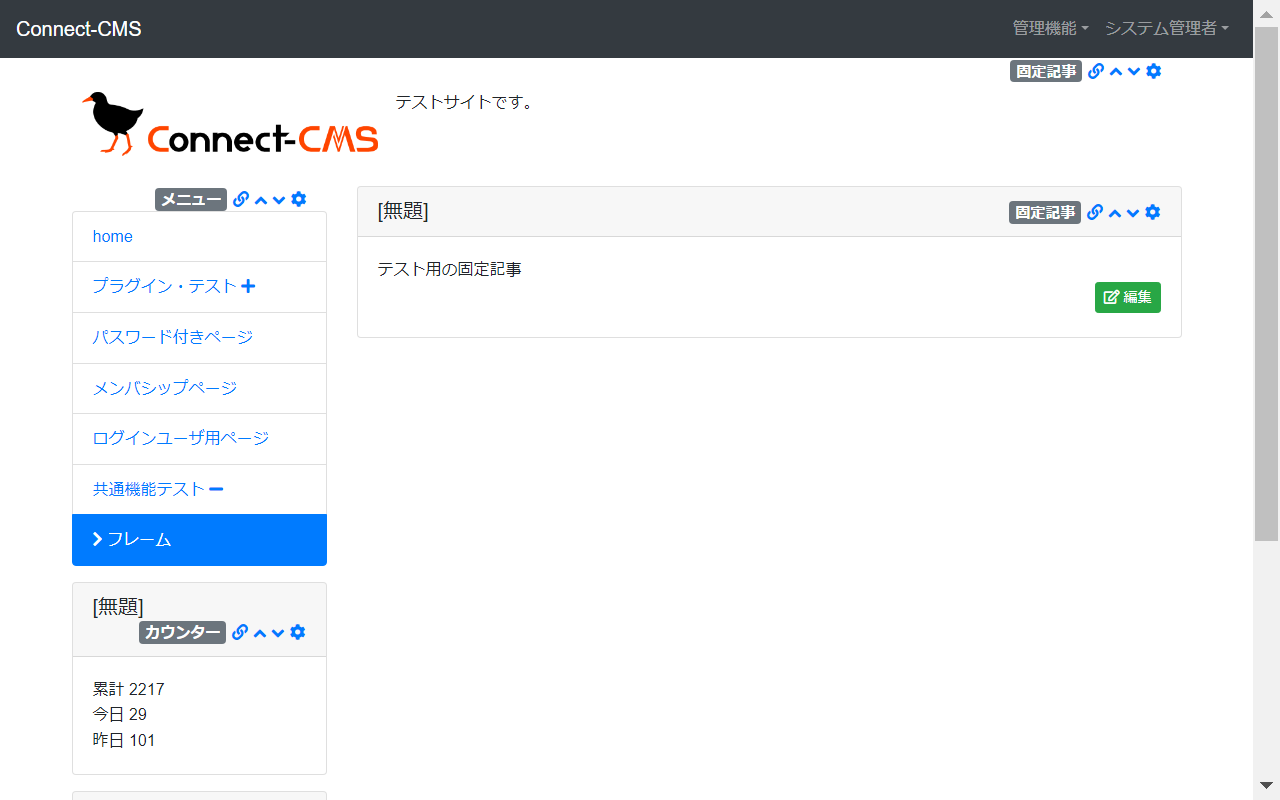 Connect-CMS
管理機能 システム管理者
固定記事
Connect-CMS
テストサイトです。
メニュー
home
プラグイン・テスト
パスワード付きページ
メンバシップページ
ログインユーザ用ページ
共通機能テスト
フレーム
[無題]
カウンター
累計 2217
今日 29
昨日 101
[無題]
固定記事
テスト用の固定記事
編集